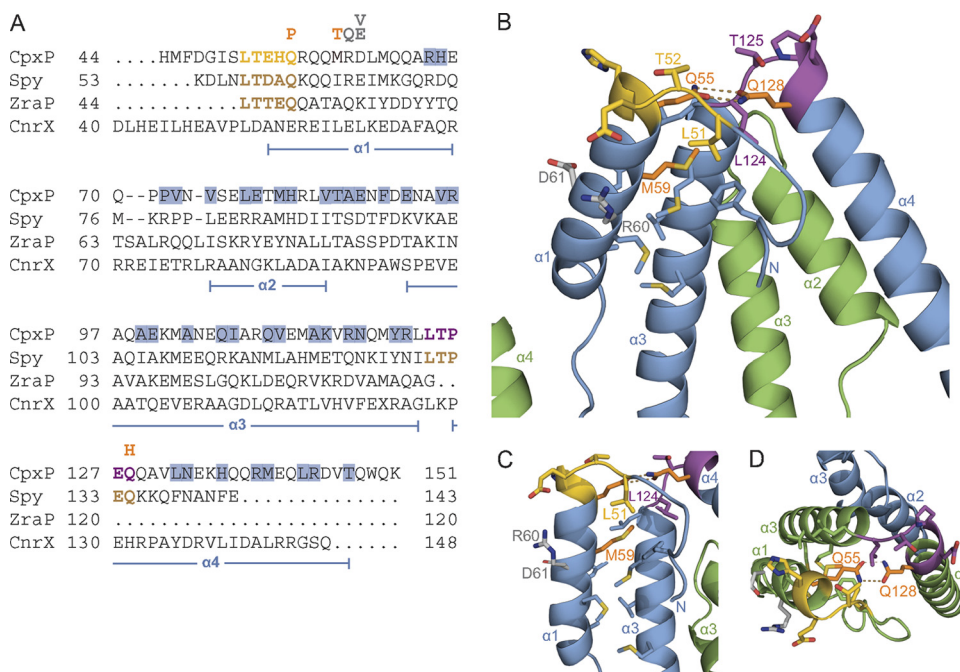 A
P T Q V
E
CpxP 44 ....HMFDGISLTEHQRQQMRDLMQQARHE
Spy 53 .......KDLNLTDAQKQQIREIMKGQRDQ
ZraP 44 ...........LTTEQQATAQKIYDDYYTQ
CnrX 40 DLHEILHEAVPLDANEREILELKEDAFAQR
α1
CpxP 70 Q--PPVN-VSELETMHRLVTAENFDENAVR
Spy 76 M--KRPP-LEERRAMHDIITSDTFDKVKAE
ZraP 63 TSALRQQLISKRYEYNALLTASSPDTAKIN
CnrX 70 RREIETRLRAANGKLADAIAKNPAWSPEVE
α2
CpxP 97 AQAEKMANEQIARQVEMAKVRNQMYRLLTP
Spy 103 AQIAKMEEQRKANMLAHMETQNKIYNILTP
ZraP 93 AVAKEMESLGQKLDEQRVKRDVAMAQAG..
CnrX 100 AATQEVERAAGDLQRATLVHVFEXRAGLKP
α3
H
CpxP 127 EQQAVLNEKHQQRMEQLRDVTQWQK 151
Spy 133 EQKKQFNANFE.............. 143
ZraP 120 ......................... 120
CnrX 130 EHRPAYDRVLIDALRRGSQ...... 148
α4
B
T125
T52
Q55
Q128
L51
L124
M59
D61
R60
N
α1
α3
α4
α2
α3
α4
C
α4
L124
L51
R60
M59
D61
N
α1
α3
α3
D
α3
α2
α3
α1
Q55
Q128